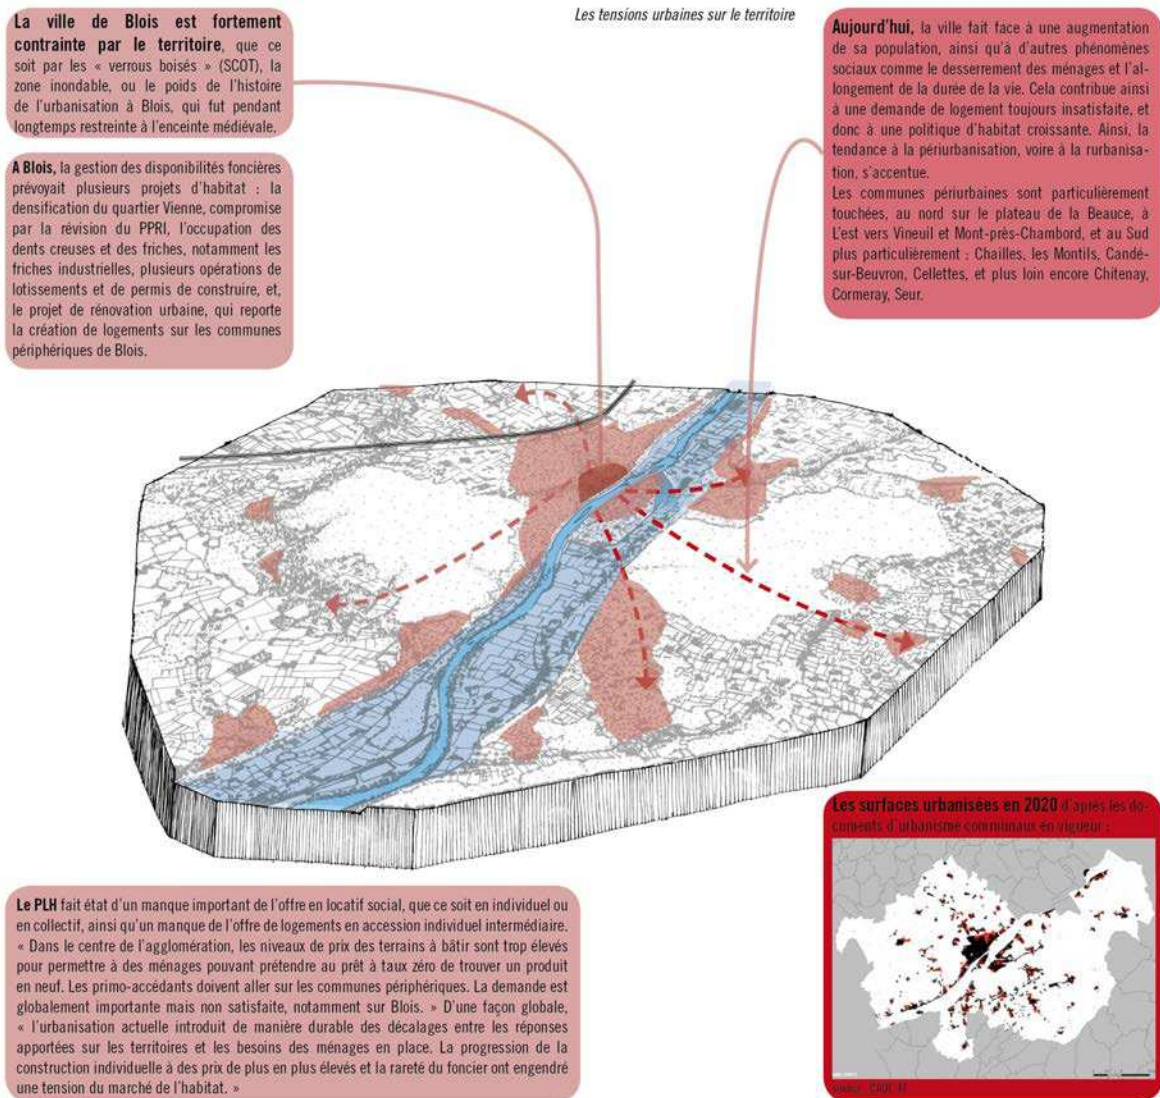 Les tensions urbaines sur le territoire
La ville de Blois est fortement
contrainte par le territoire, que ce
soit par les « verrous boisés » (SCOT), la
zone inondable, ou le poids de l'histoire
de l'urbanisation à Blois, qui fut pendant
longtemps restreinte à l'enceinte médiévale.
A Blois, la gestion des disponibilités foncières
prévoyait plusieurs projets d'habitat : la
densification du quartier Vienne, compromise
par la révision du PPRI, l'occupation des
dents creuses et des friches, notamment les
friches industrielles, plusieurs opérations de
lotissements et de permis de construire, et,
le projet de rénovation urbaine, qui reporte
la création de logements sur les communes
périphériques de Blois.
Aujourd'hui, la ville fait face à une augmentation
de sa population, ainsi qu'à d'autres phénomènes
sociaux comme le desserrement des ménages et l'al-
longement de la durée de la vie. Cela contribue ainsi
à une demande de logement toujours insatisfaite, et
donc à une politique d'habitat croissante. Ainsi, la
tendance à la périurbanisation, voire à la rurbanisa-
tion, s'accentue.
Les communes périurbaines sont particulièrement
touchées, au nord sur le plateau de la Beauce, à
L'est vers Vineuil et Mont-près-Chambord, et au Sud
plus particulièrement : Chailles, les Montils, Candé-
sur-Beuvron, Cellettes, et plus loin encore Chitenay,
Cormeray, Seur.
Le PLH fait état d'un manque important de l'offre en locatif social, que ce soit en individuel ou
en collectif, ainsi qu'un manque de l'offre de logements en accession individuel intermédiaire.
« Dans le centre de l'agglomération, les niveaux de prix des terrains à bâtir sont trop élevés
pour permettre à des ménages pouvant prétendre au prêt à taux zéro de trouver un produit
en neuf. Les primo-accédants doivent aller sur les communes périphériques. La demande est
globalement importante mais non satisfaite, notamment sur Blois. » D'une façon globale,
« l'urbanisation actuelle introduit de manière durable des décalages entre les réponses
apportées sur les territoires et les besoins des ménages en place. La progression de la
construction individuelle à des prix de plus en plus élevés et la rareté du foncier ont engendré
une tension du marché de l'habitat. »
Les surfaces urbanisées en 2020 d'après les do-
cuments d'urbanisme communaux en vigueur :
source :